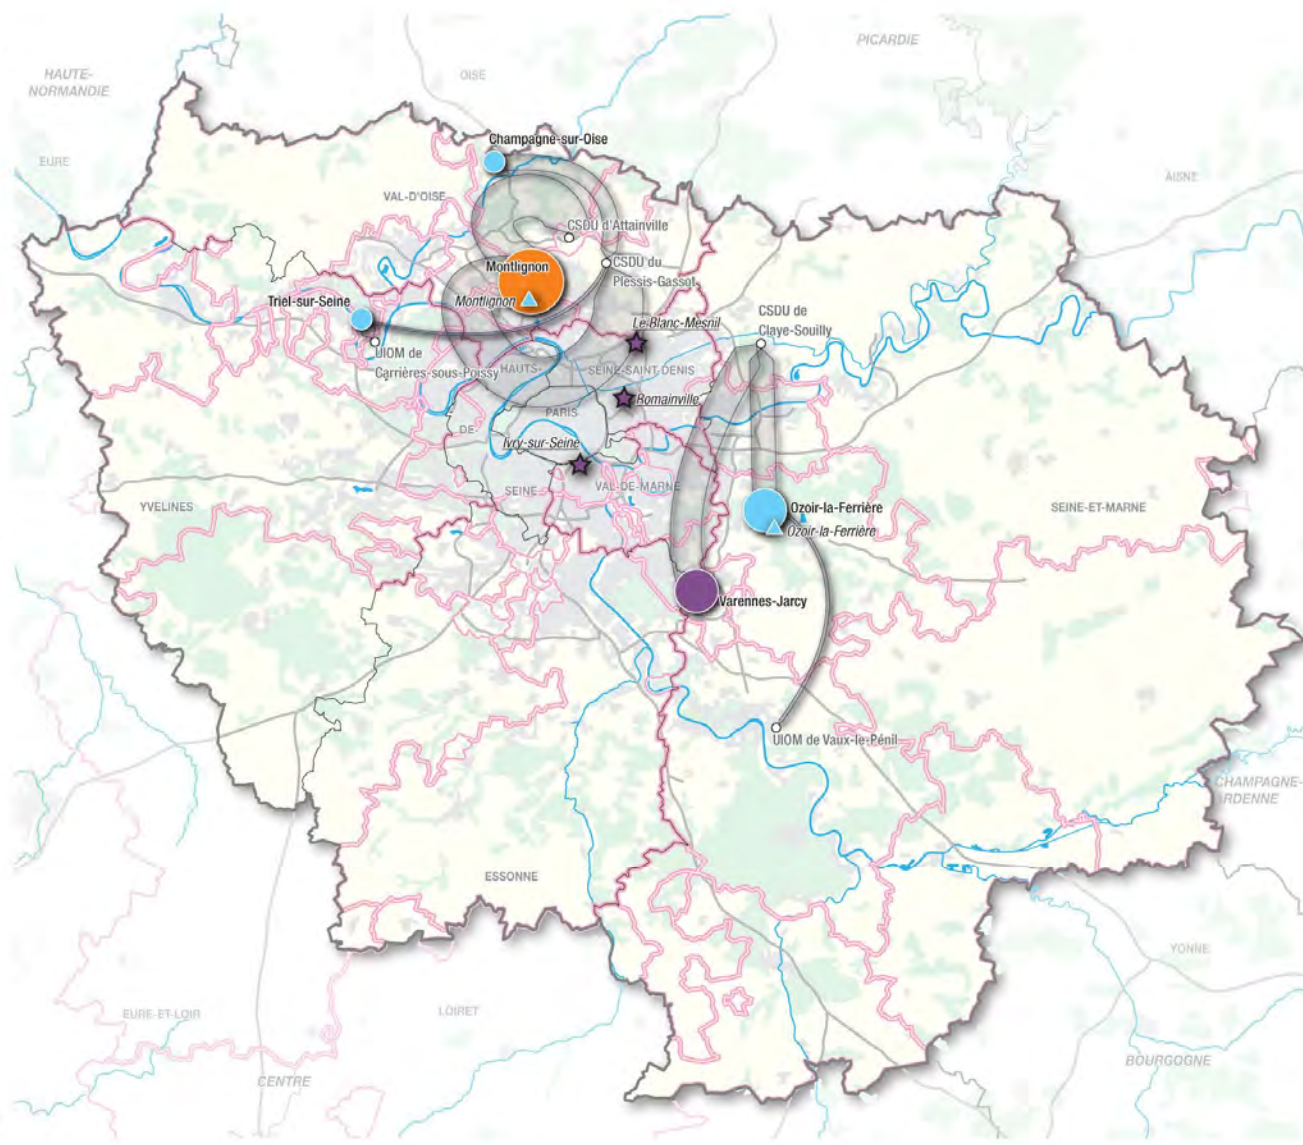 PICARDIE
HAUTE-
NORMANDIE
OISE
Champagne-sur-Oise
EURE
AISNE
VAL-D'OISE
CSDU d'Attainville
Montlignon
CSDU du
Plessis-Gassot
Montlignon
Triel-sur-Seine
CSDU de
Claye-Souilly
Le Blanc-Mesnil
UIOM de
Carrières-sous-Poissy
HAUTS-
SEINE-SAINT DENIS
Romainville
PARIS
DE-
Ivry-sur-Seine
SEINE
VAL-DE-MARNE
YVELINES
Ozoir-la-Ferrière
SEINE-ET-MARNE
Ozoir-la-Ferrière
Varennes-Jarcy
UIOM de Vaux-le-Pénil
CHAMPAGNE-
ARDENNE
ESSONNE
YONNE
EURE-ET-LOIR
LOIRET
BOURGOGNE
CENTRE